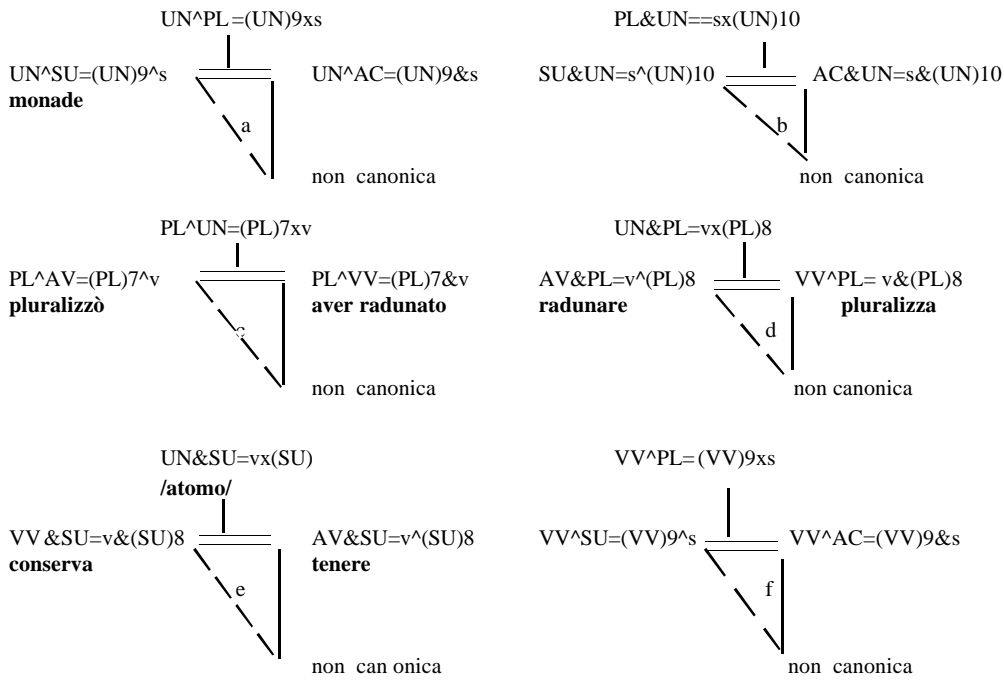 UN^PL=(UN)9xs
PL&UN==sx(UN)10
UN^SU=(UN)9^s
UN^AC=(UN)9&s
SU&UN=s^(UN)10
AC&UN=s&(UN)10
monade
a
b
non canonica
non canonica
PL^UN=(PL)7xv
UN&PL=vx(PL)8
PL^AV=(PL)7^v
PL^VV=(PL)7&v
AV&PL=v^(PL)8
VV^PL= v&(PL)8
pluralizzò
aver radunato
radunare
pluralizza
c
d
non canonica
non canonica
UN&SU=vx(SU)
VV^PL=(VV)9xs
/atomo/
VV &SU=v&(SU)8
AV&SU=v^(SU)8
VV^SU=(VV)9^s
VV^AC=(VV)9&s
conserva
tenere
e
f
non can onica
non canonica